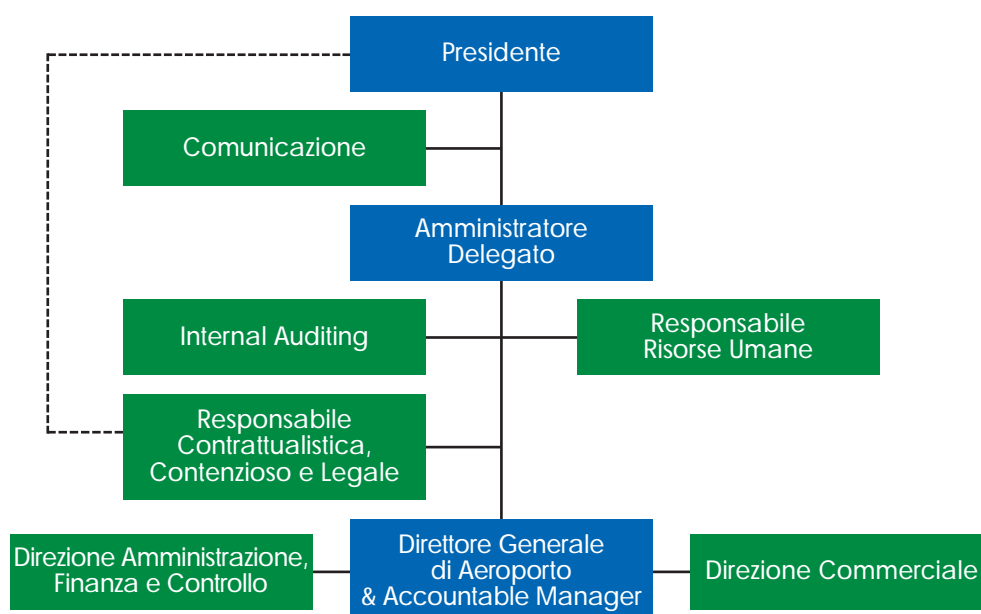 Presidente
Comunicazione
Amministratore
Delegato
Internal Auditing
Responsabile
Risorse Umane
Responsabile
Contrattualistica,
Contenzioso e Legale
Direzione Amministrazione,
Finanza e Controllo
Direttore Generale
di Aeroporto
& Accountable Manager
Direzione Commerciale